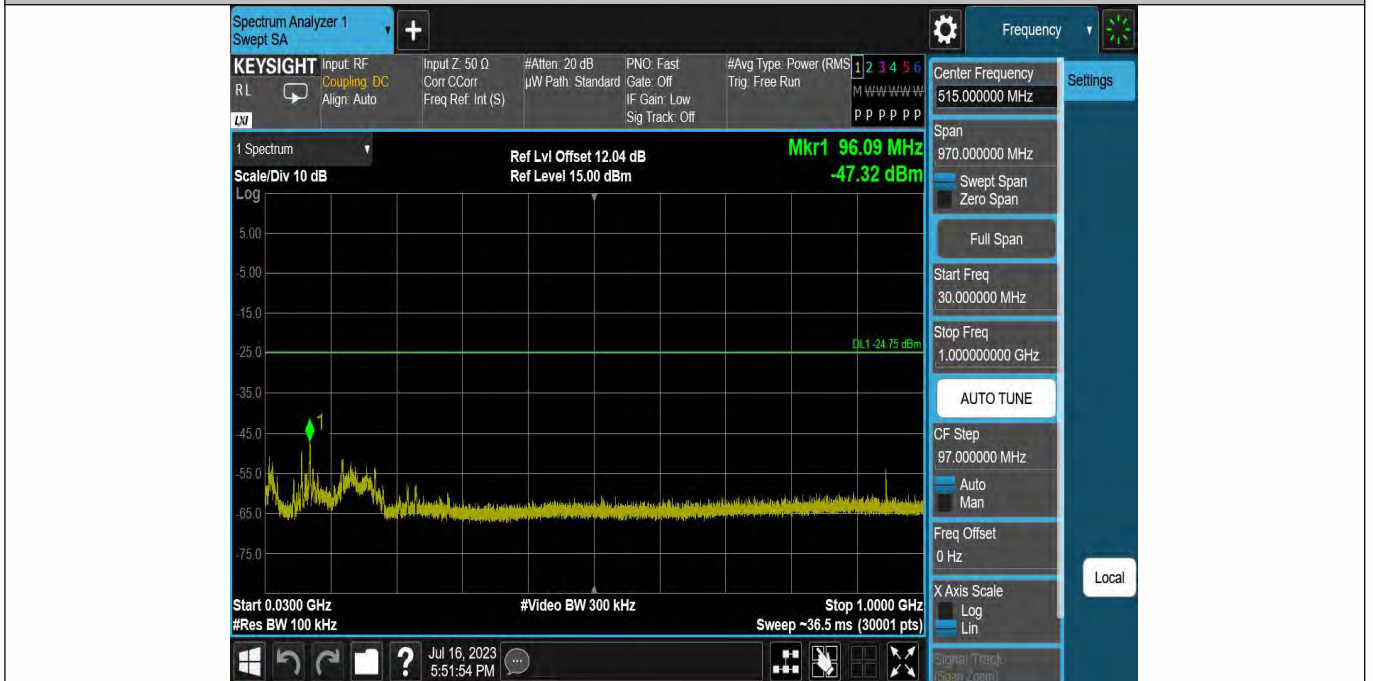 Spectrum Analyzer 1
Swept SA
+
Frequency
KEYSIGHT
RL
LXI
Input: RF
Coupling: DC
Align: Auto
Input Z: 50 Ω
Corr CCorr
Freq Ref: Int (S)
#Atten: 20 dB
µW Path: Standard
PNO: Fast
Gate: Off
IF Gain: Low
Sig Track: Off
#Avg Type: Power (RMS
Trig: Free Run
1 2 3 4 5 6
M W W W W W
P P P P P P
1 Spectrum
Scale/Div 10 dB
Log
Ref Lvl Offset 12.04 dB
Ref Level 15.00 dBm
Mkr1 96.09 MHz
-47.32 dBm
5.00
-5.00
-15.0
-25.0
-35.0
-45.0
-55.0
-65.0
-75.0
DL1 -24.75 dBm
1
Start 0.0300 GHz
#Res BW 100 kHz
#Video BW 300 kHz
Stop 1.0000 GHz
Sweep ~36.5 ms (30001 pts)
Center Frequency
515.000000 MHz
Settings
Span
970.000000 MHz
Swept Span
Zero Span
Full Span
Start Freq
30.000000 MHz
Stop Freq
1.000000000 GHz
AUTO TUNE
CF Step
97.000000 MHz
Auto
Man
Freq Offset
0 Hz
X Axis Scale
Log
Lin
Local
Signal Track
(Span Zoom)
?
Jul 16, 2023
5:51:54 PM